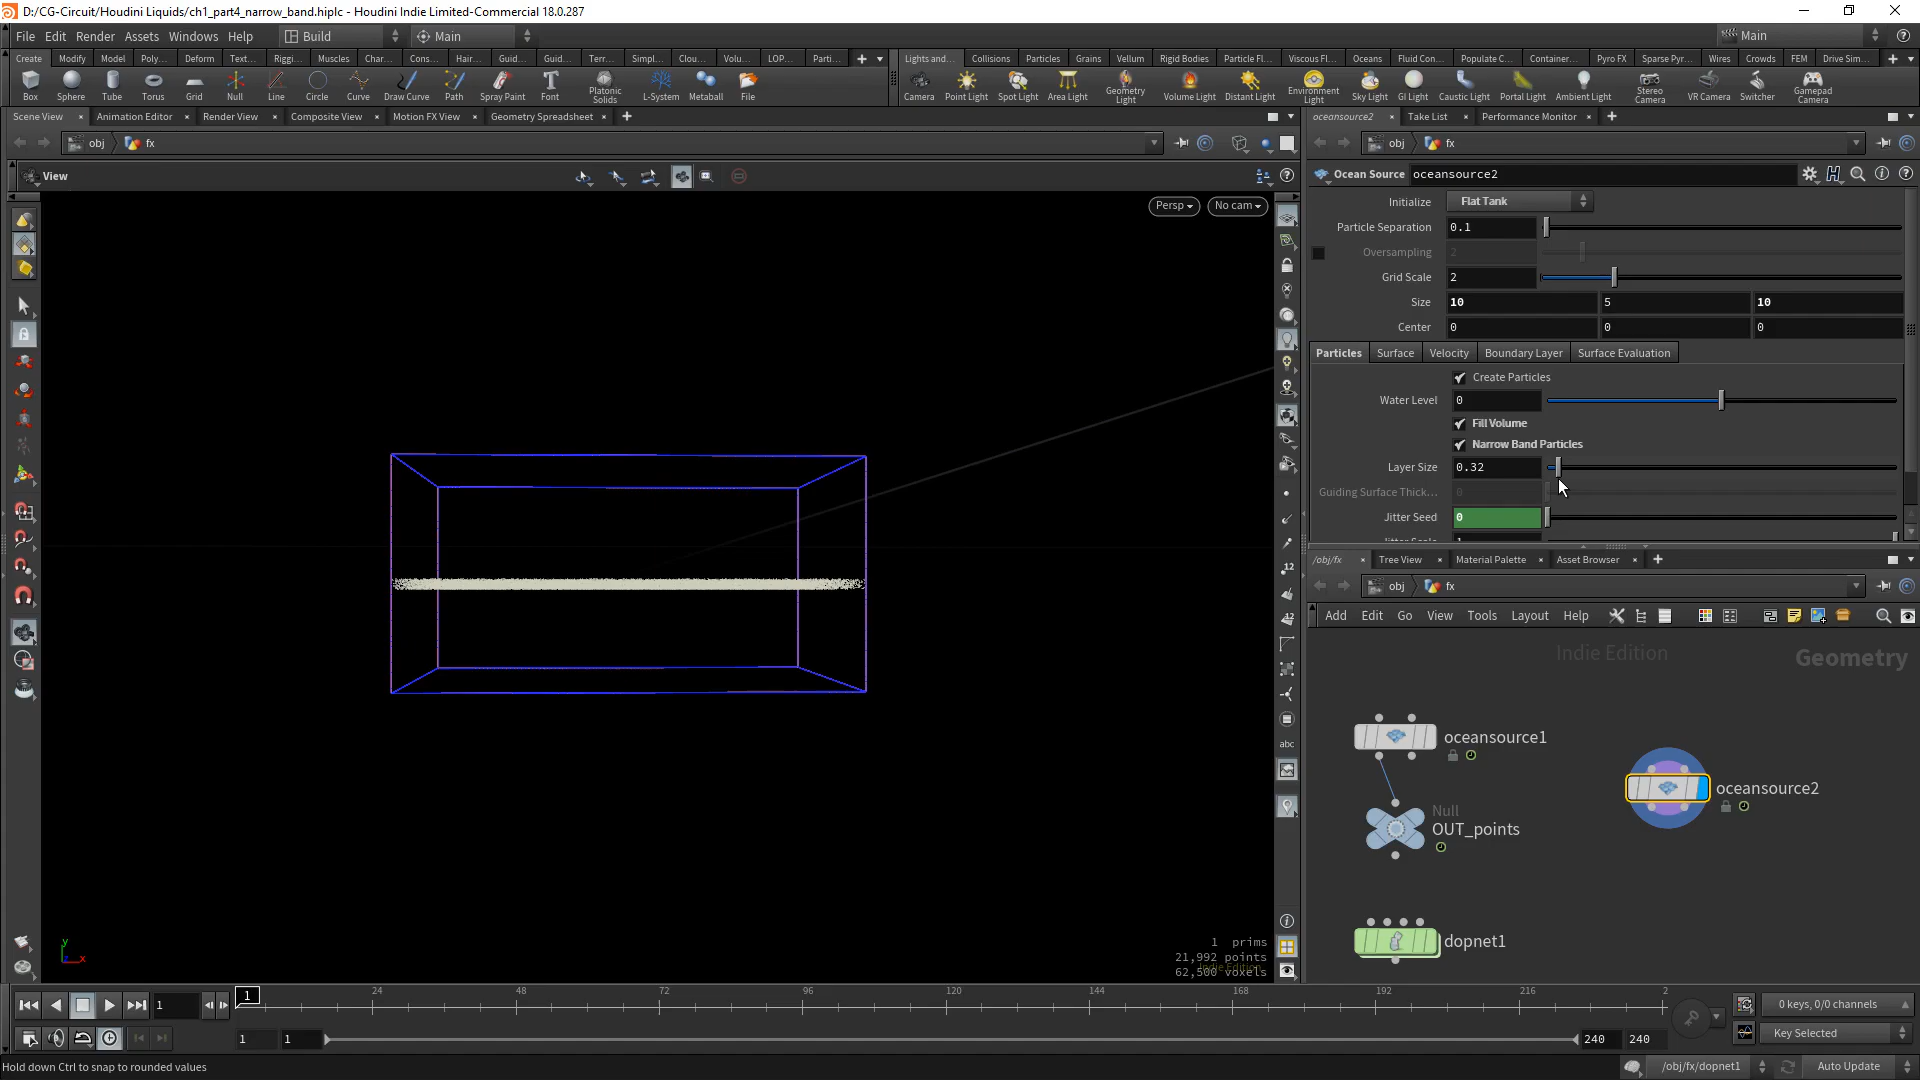 D:/CG-Circuit/Houdini Liquids/ch1_part4_narrow_band.hiplc - Houdini Indie Limited-Commercial 18.0.287
File Edit Render Assets Windows Help Build Main Main
Create Modify Model Poly... Deform Text... Riggi... Muscles Char... Cons... Hair... Guid... Guid... Terr... Simpl... Clou... Volu... LOP... Parti...
Lights and... Collisions Particles Grains Vellum Rigid Bodies Particle Fl... Viscous Fl... Oceans Fluid Con... Populate C... Container... Pyro FX Sparse Pyr... Wires Crowds FEM Drive Sim...
Box Sphere Tube Torus Grid Null Line Circle Curve Draw Curve Path Spray Paint Font Platonic Solids L-System Metaball File
Camera Point Light Spot Light Area Light Geometry Light Volume Light Distant Light Environment Light Sky Light GI Light Caustic Light Portal Light Ambient Light Stereo Camera VR Camera Switcher Gamepad Camera
Scene View Animation Editor Render View Composite View Motion FX View Geometry Spreadsheet
oceansource2 Take List Performance Monitor
obj fx
obj fx
View
Persp No cam
Ocean Source oceansource2
Initialize Flat Tank
Particle Separation 0.1
Oversampling 2
Grid Scale 2
Size 10 5 10
Center 0 0 0
Particles Surface Velocity Boundary Layer Surface Evaluation
Create Particles
Water Level 0
Fill Volume
Narrow Band Particles
Layer Size 0.32
Guiding Surface Thick... 0
Jitter Seed 0
/obj/fx Tree View Material Palette Asset Browser
obj fx
Add Edit Go View Tools Layout Help
Indie Edition
Geometry
oceansource1
oceansource2
Null
OUT_points
dopnet1
12
12
abc
y
x
1 prims
21,992 points
Indie Edition
62,500 voxels
1 1 24 48 72 96 120 144 168 192 216 2
0 keys, 0/0 channels
1 1 240 240
Key Selected
Hold down Ctrl to snap to rounded values
/obj/fx/dopnet1 Auto Update